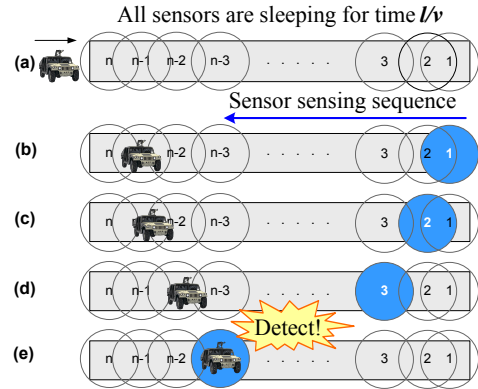 All sensors are sleeping for time l/v
(a) n n-1 n-2 n-3 . . . . . 3 2 1
Sensor sensing sequence
(b) n n-2 n-3 . . . . . 3 2 1
(c) n n-2 n-3 . . . . . 3 2 1
(d) n n-1 n-3 . . . . . 3 2 1
Detect!
(e) n n-1 n-2 . . . . . 3 2 1